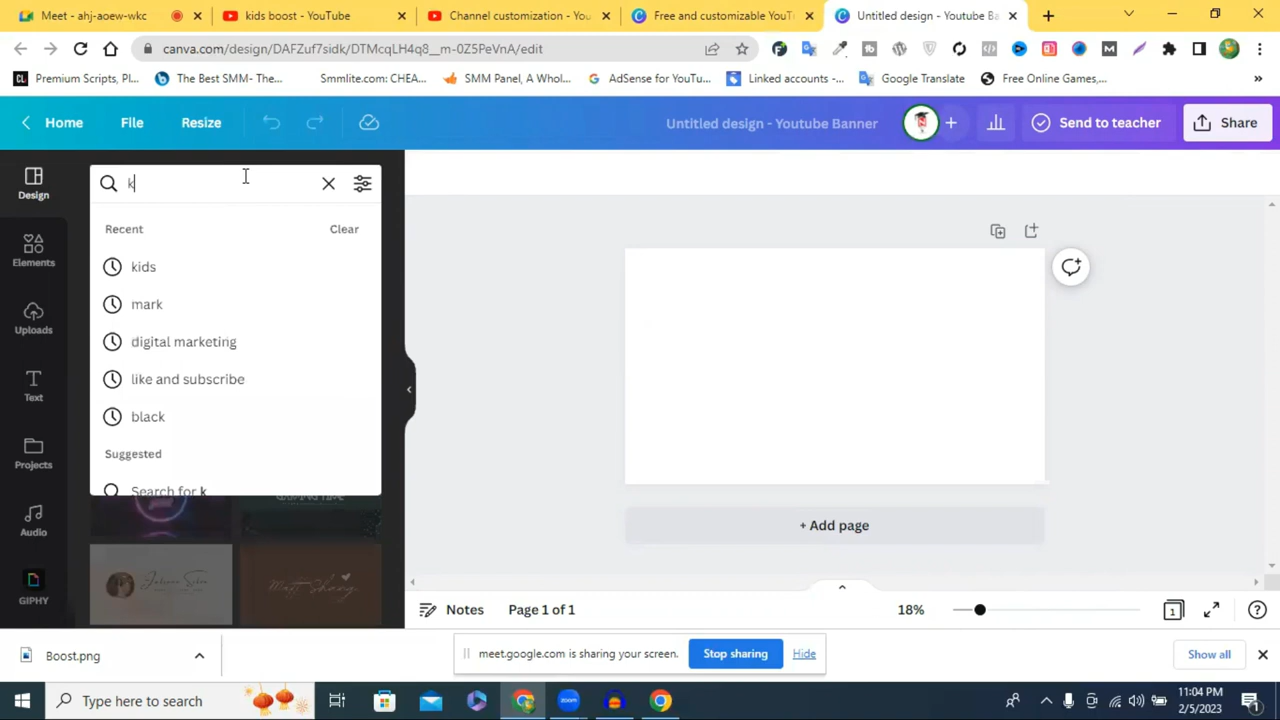 Meet - ahj-aoew-wkc
kids boost - YouTube
Channel customization - You
Free and customizable YouTu
Untitled design - Youtube Ba
canva.com/design/DAFZuf7sidk/DTMcqLH4q8__m-0Z5PeVnA/edit
Premium Scripts, Pl...
The Best SMM- The...
Smmlite.com: CHEA...
SMM Panel, A Whol...
AdSense for YouTu...
Linked accounts -...
Google Translate
Free Online Games,...
Home
File
Resize
Untitled design - Youtube Banner
Send to teacher
Share
Design
Elements
Uploads
Text
Projects
Audio
GIPHY
k
Recent
Clear
kids
mark
digital marketing
like and subscribe
black
Suggested
Search for k
+ Add page
Notes
Page 1 of 1
18%
1
Boost.png
meet.google.com is sharing your screen.
Stop sharing
Hide
Show all
Type here to search
11:04 PM
2/5/2023
1